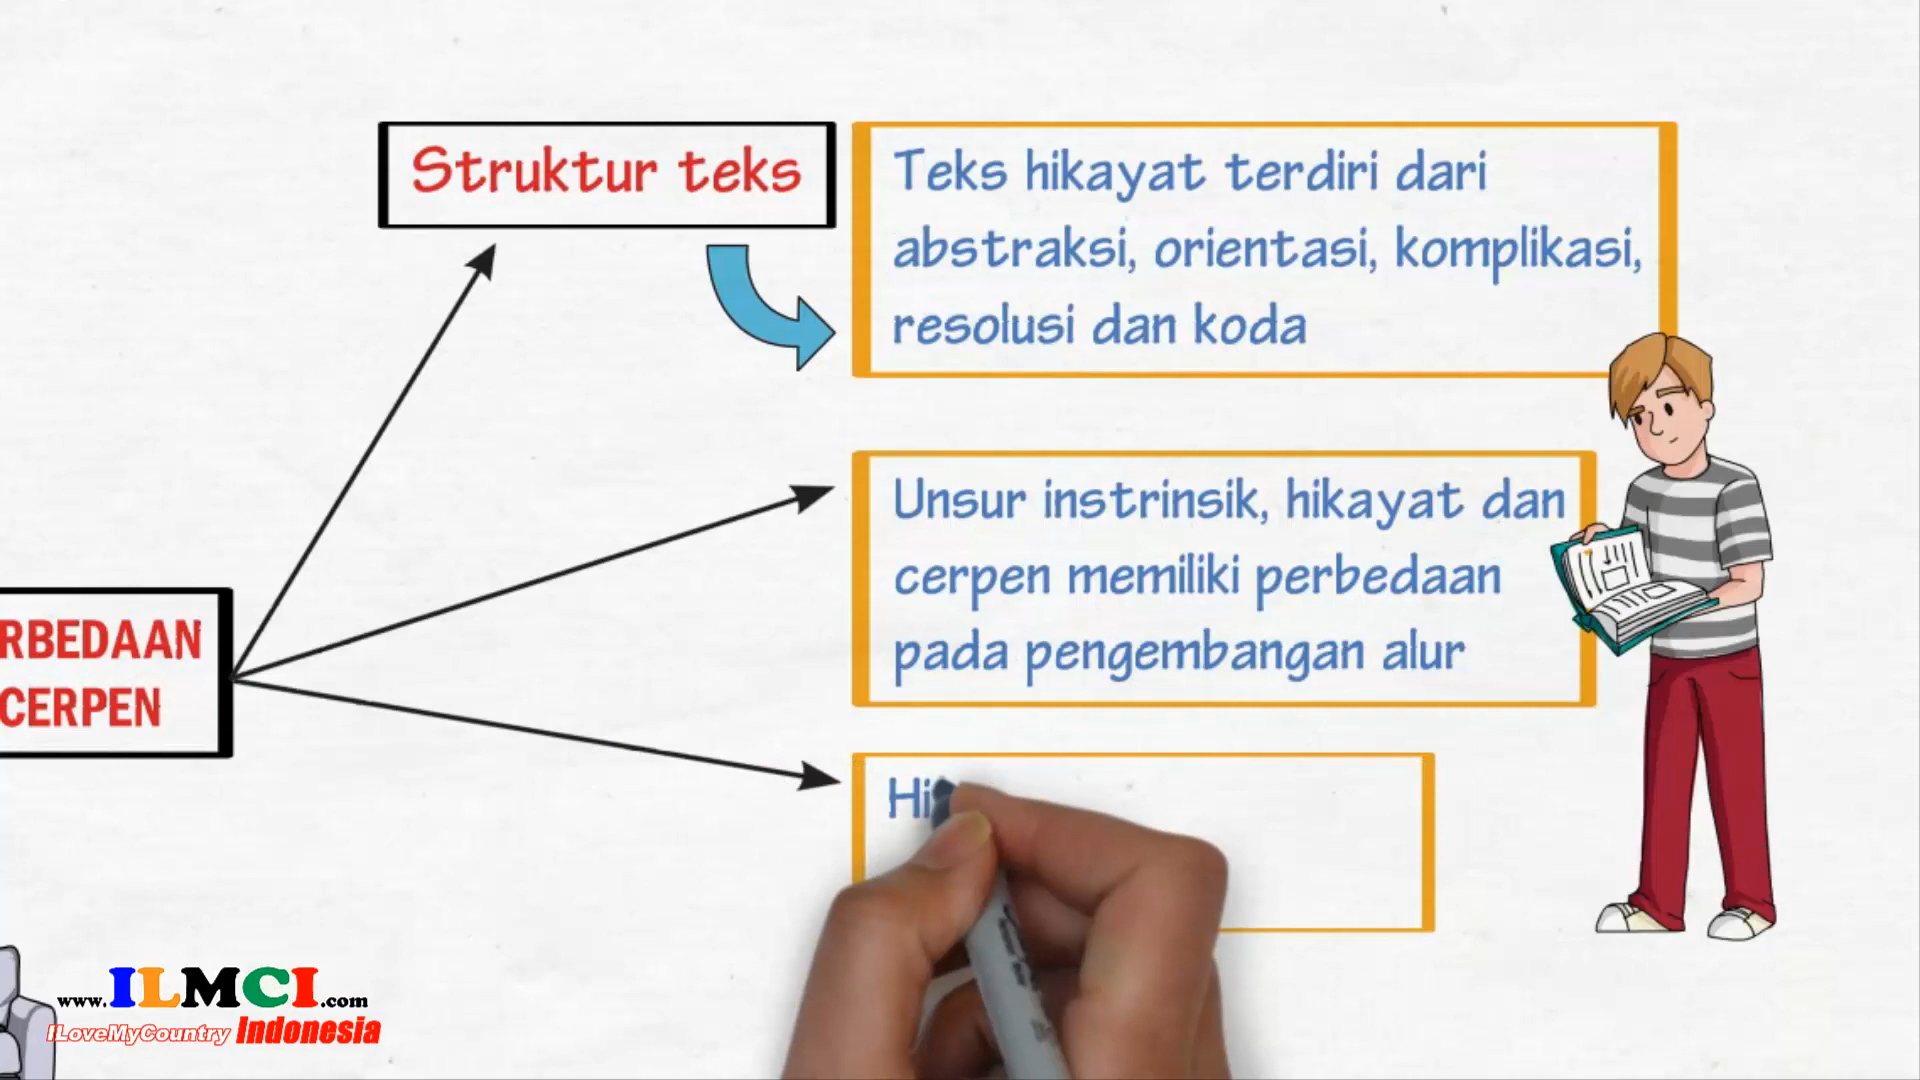 Struktur teks
Teks hikayat terdiri dari
abstraksi, orientasi, komplikasi,
resolusi dan koda
Unsur instrinsik, hikayat dan
cerpen memiliki perbedaan
pada pengembangan alur
RBEDAAN
CERPEN
Hi
www.ILMCI.com
ILoveMyCountry Indonesia